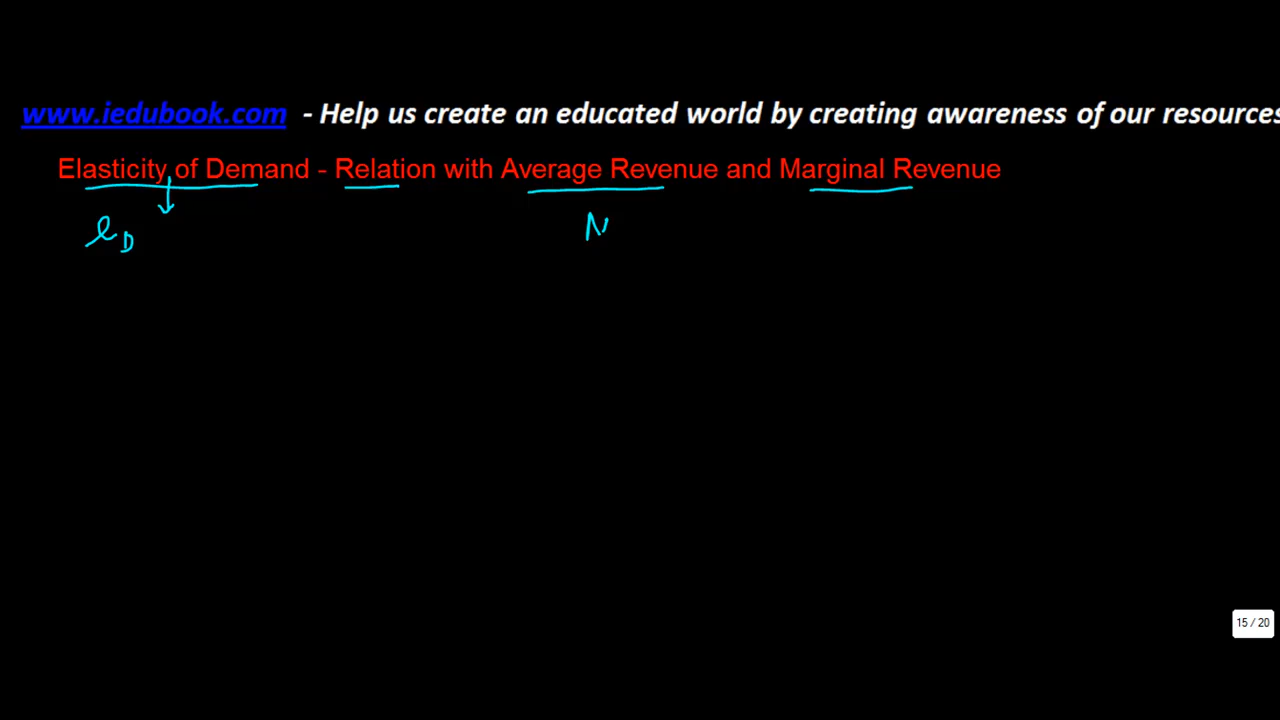 www.iedubook.com - Help us create an educated world by creating awareness of our resources
Elasticity of Demand - Relation with Average Revenue and Marginal Revenue
e_D
15 / 20